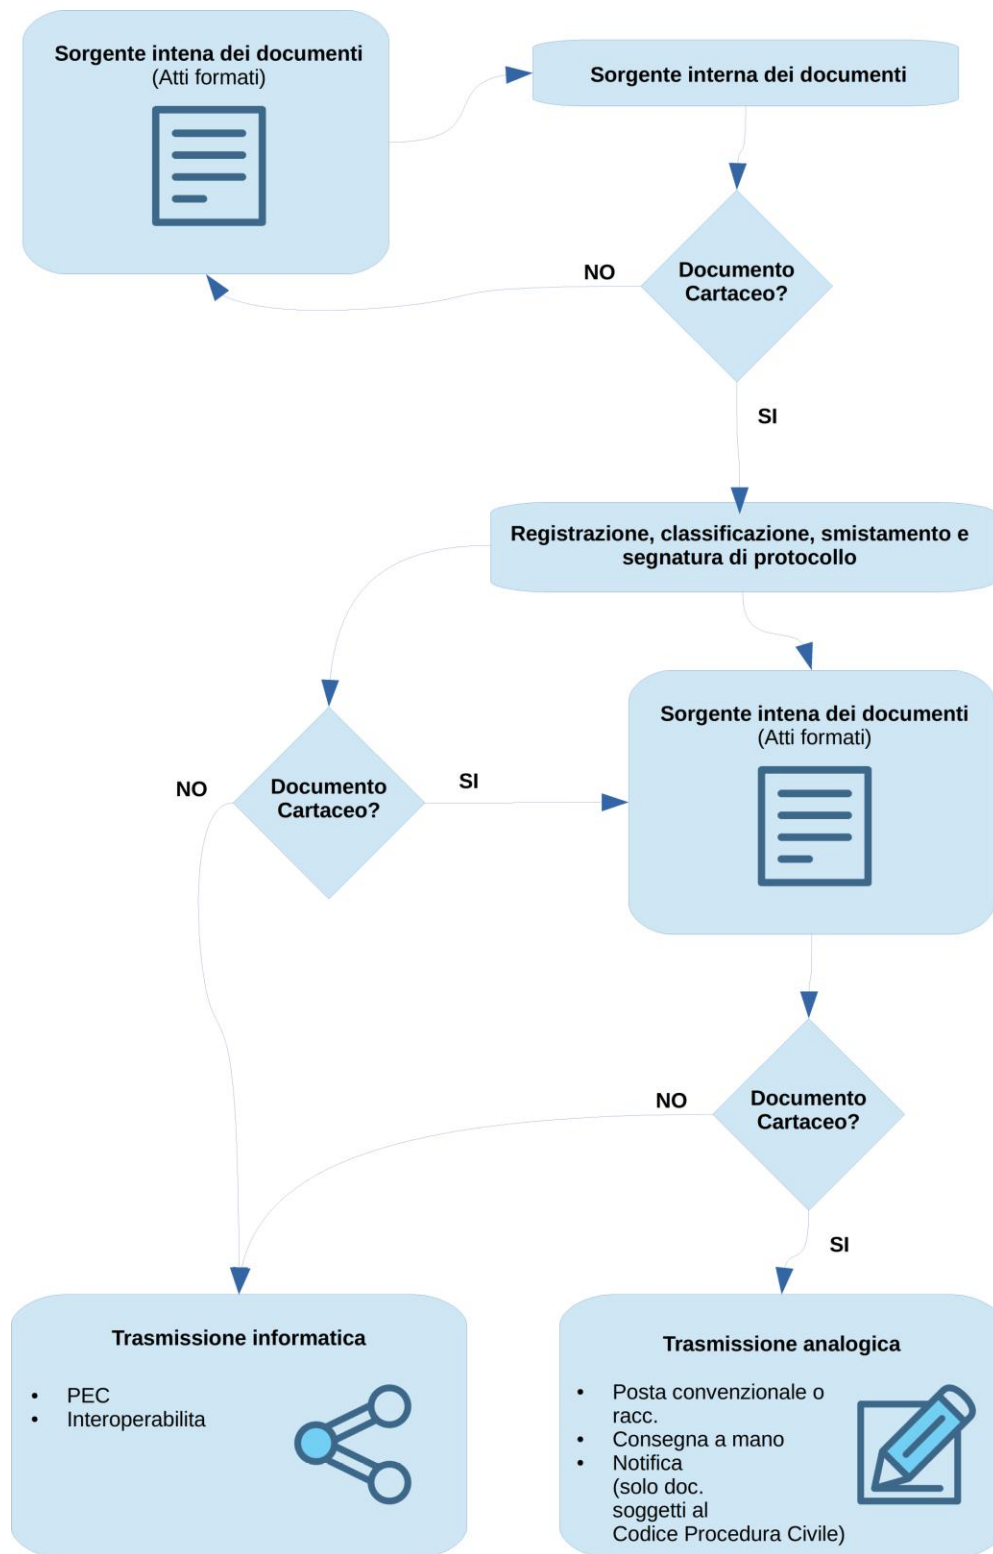 Sorgente intena dei documenti
(Atti formati)
Sorgente interna dei documenti
NO
Documento
Cartaceo?
SI
Registrazione, classificazione, smistamento e
segnatura di protocollo
Sorgente intena dei documenti
(Atti formati)
NO
Documento
Cartaceo?
SI
NO
Documento
Cartaceo?
SI
Trasmissione informatica
• PEC
• Interoperabilita
Trasmissione analogica
• Posta convenzionale o
racc.
• Consegna a mano
• Notifica
(solo doc.
soggetti al
Codice Procedura Civile)